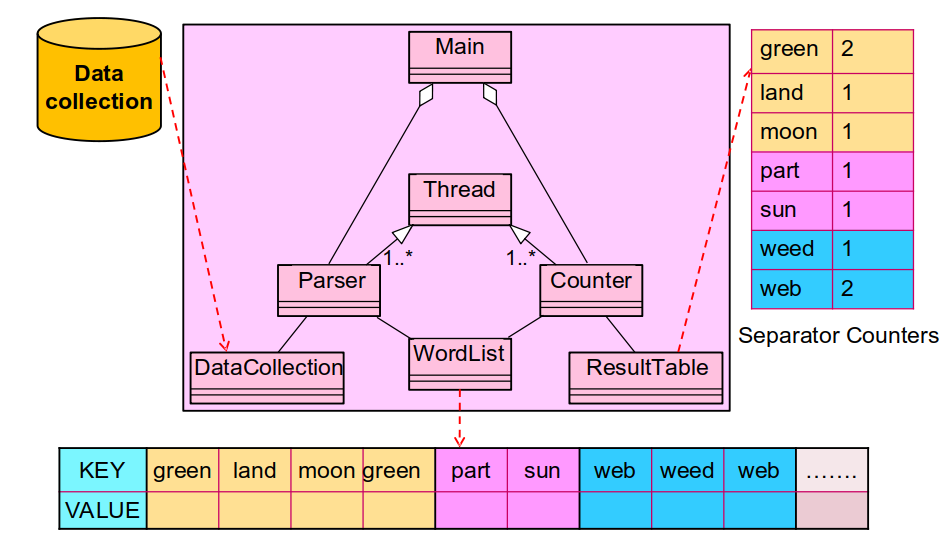 Data
collection
Main
Thread
1..*
1..*
Parser
Counter
DataCollection
WordList
ResultTable
green 2
land 1
moon 1
part 1
sun 1
weed 1
web 2
Separator Counters
KEY green land moon green part sun web weed web .......
VALUE